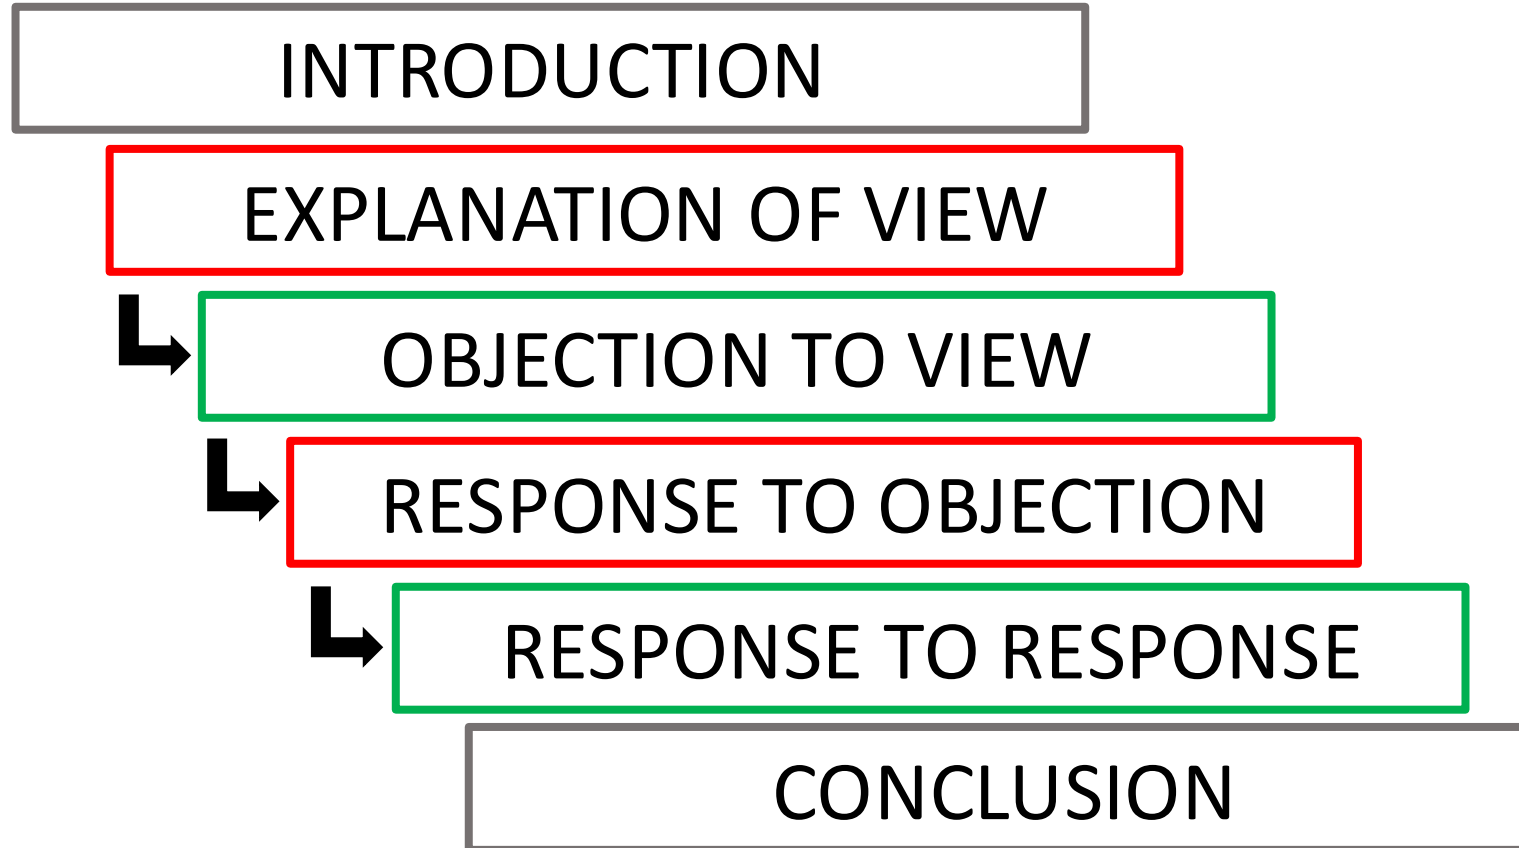 INTRODUCTION
EXPLANATION OF VIEW
OBJECTION TO VIEW
RESPONSE TO OBJECTION
RESPONSE TO RESPONSE
CONCLUSION